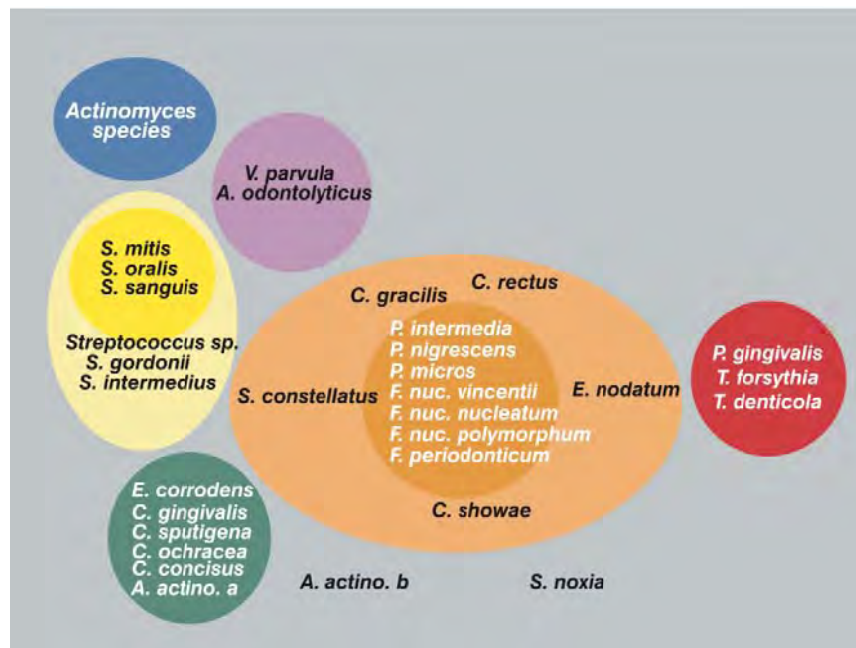 Actinomyces
species
V. parvula
A. odontolyticus
S. mitis
S. oralis
S. sanguis
Streptococcus sp.
S. gordonii
S. intermedius
C. gracilis
C. rectus
P. intermedia
P. nigrescens
P. micros
F. nuc. vincentii
F. nuc. nucleatum
F. nuc. polymorphum
F. periodonticum
S. constellatus
E. nodatum
C. showae
P. gingivalis
T. forsythia
T. denticola
E. corrodens
C. gingivalis
C. sputigena
C. ochracea
C. concisus
A. actino. a
A. actino. b
S. noxia